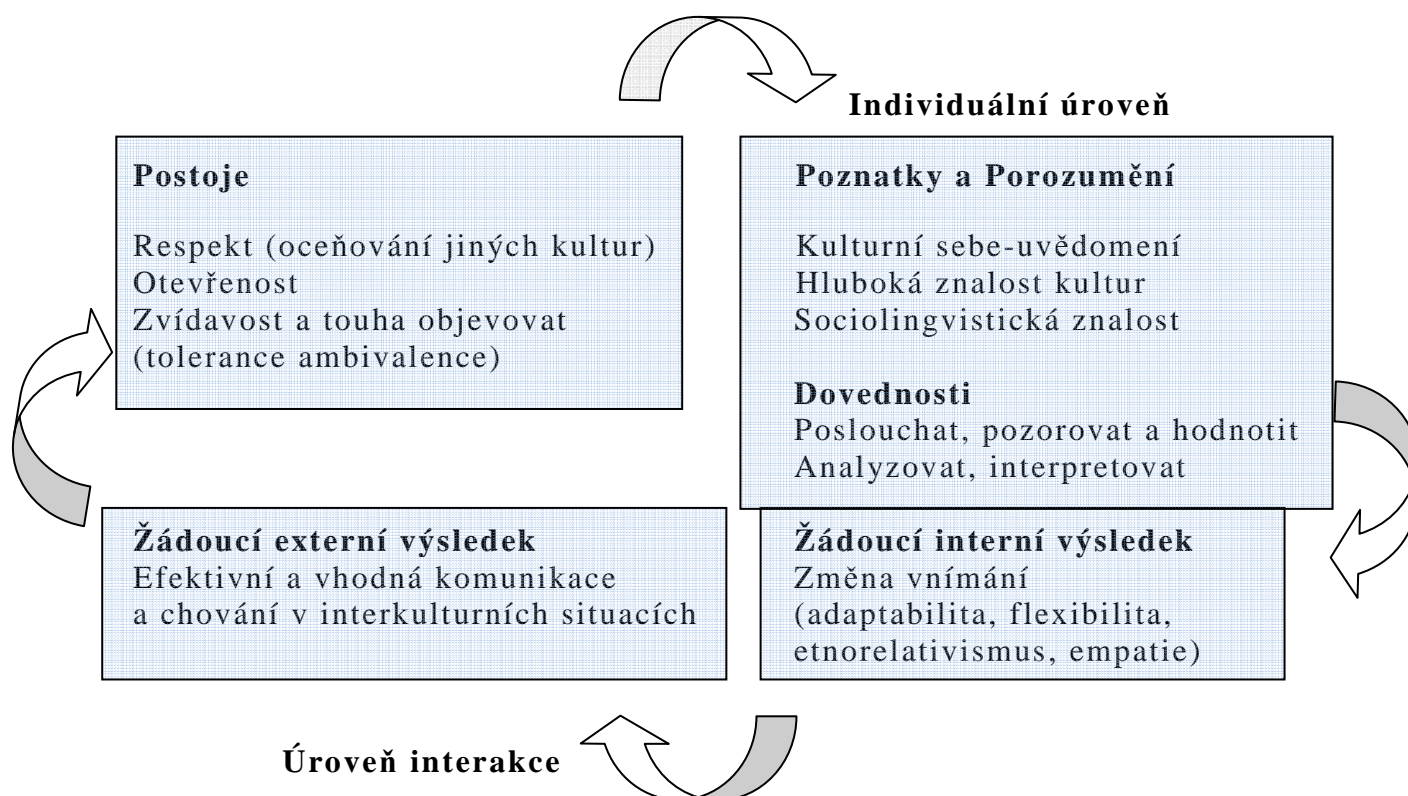 Individuální úroveň
Postoje
Respekt (oceňování jiných kultur)
Otevřenost
Zvídavost a touha objevovat
(tolerance ambivalence)
Poznatky a Porozumění
Kulturní sebe-uvědomení
Hluboká znalost kultur
Sociolingvistická znalost
Dovednosti
Poslouchat, pozorovat a hodnotit
Analyzovat, interpretovat
Žádoucí externí výsledek
Efektivní a vhodná komunikace
a chování v interkulturních situacích
Žádoucí interní výsledek
Změna vnímání
(adaptabilita, flexibilita,
etnorelativismus, empatie)
Úroveň interakce